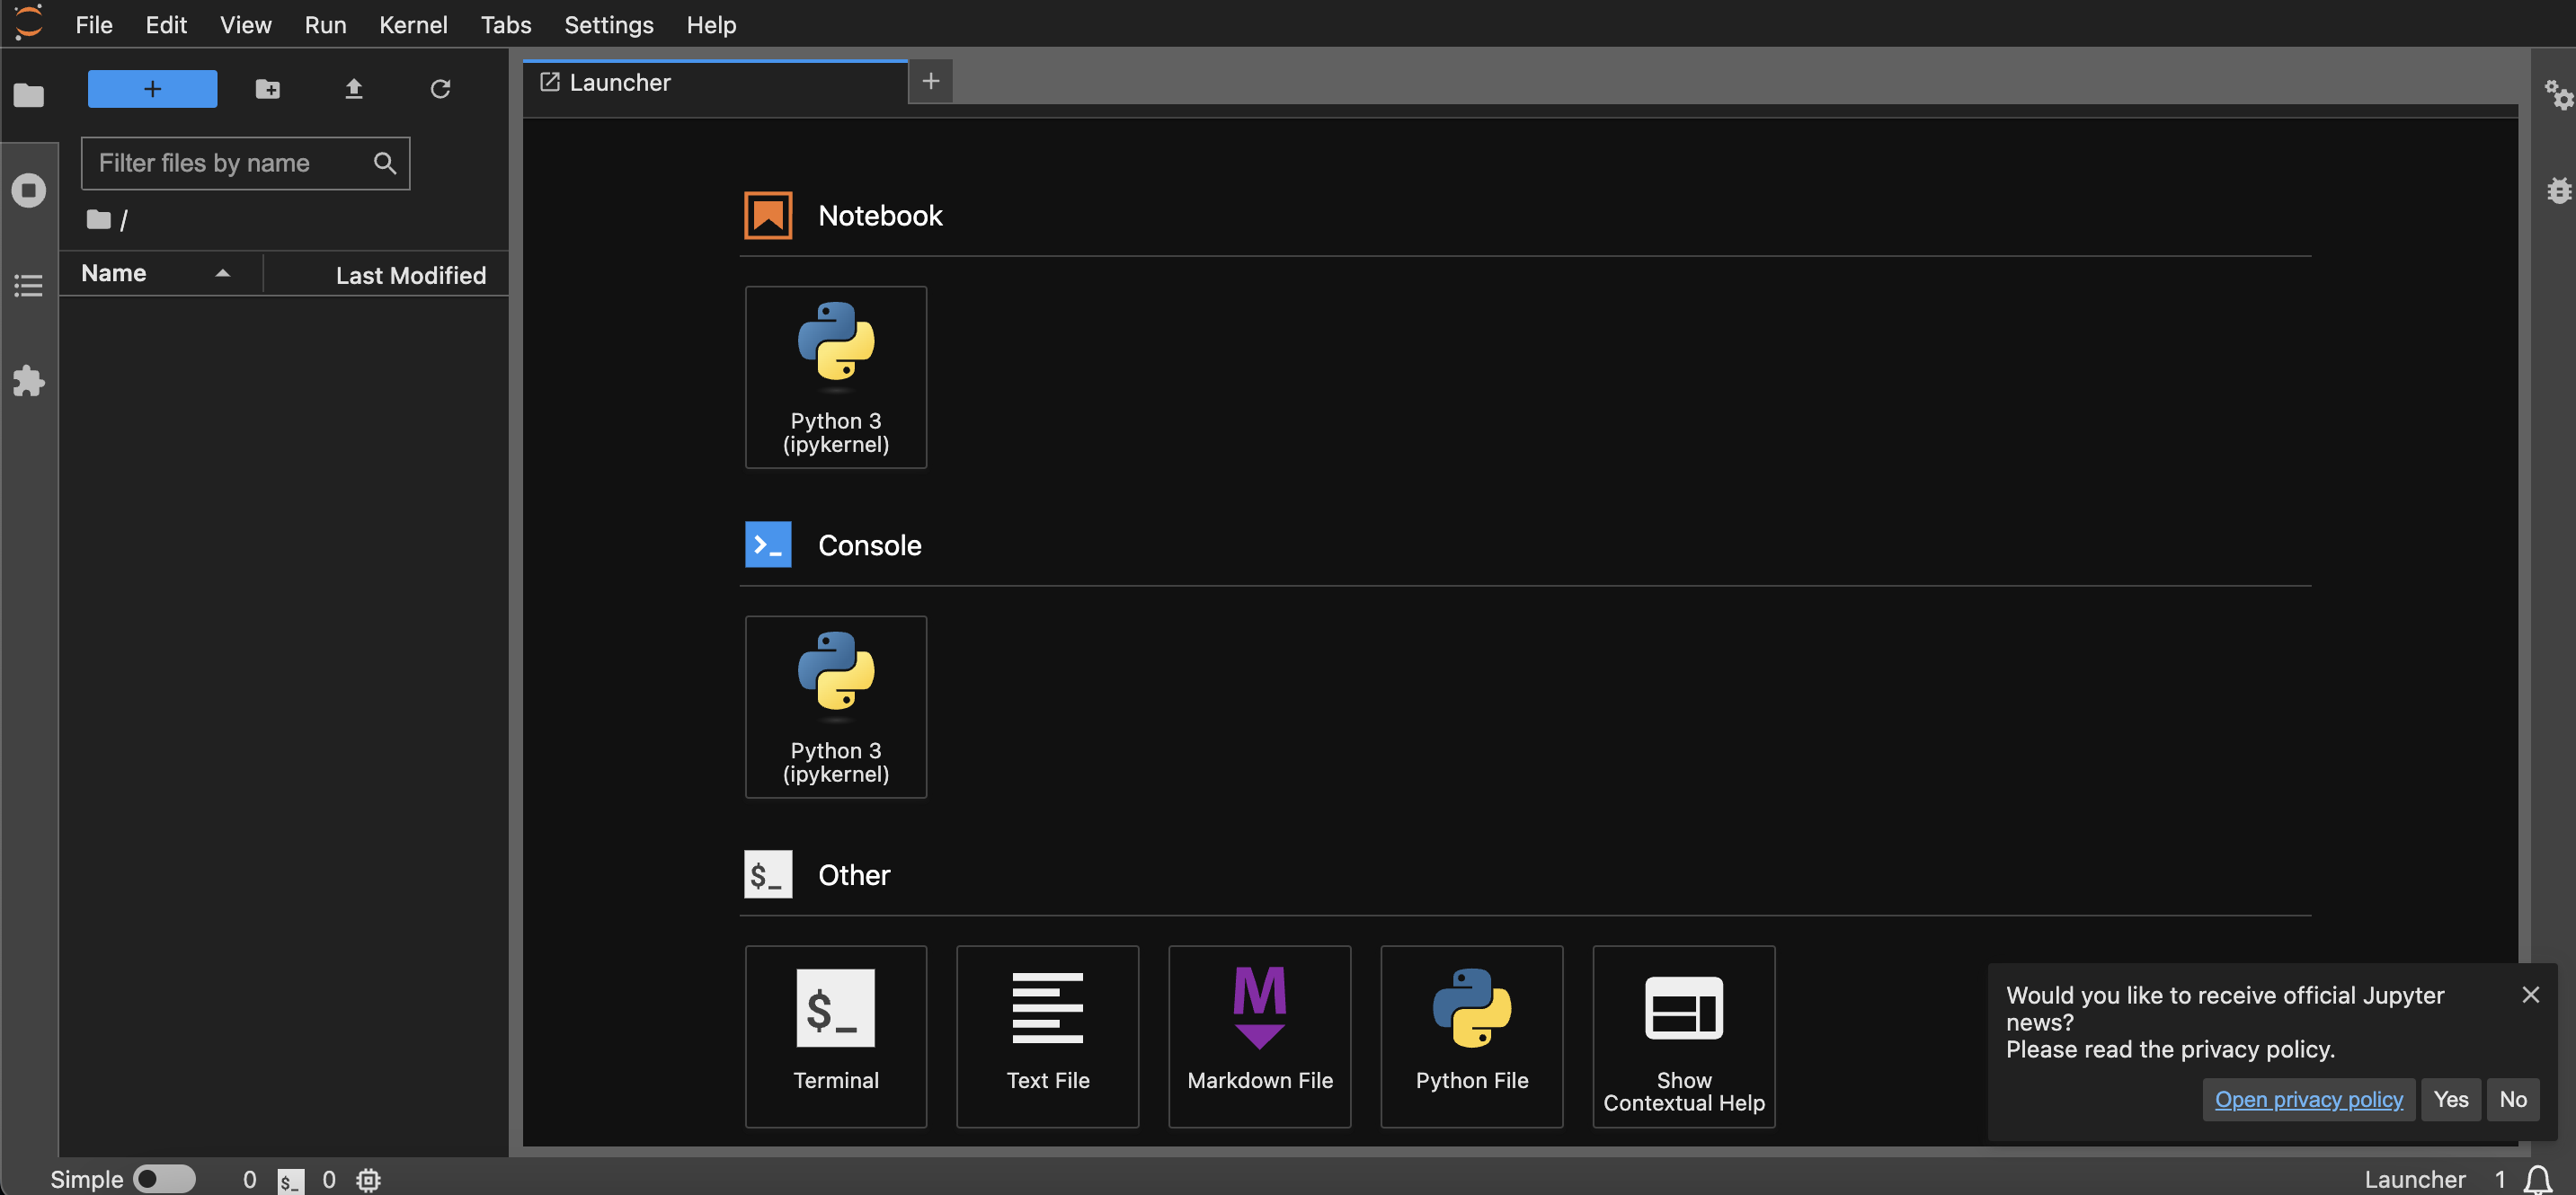 File Edit View Run Kernel Tabs Settings Help
Launcher
Filter files by name
/
Name Last Modified
Notebook
Python 3
(ipykernel)
Console
Python 3
(ipykernel)
$_ Other
$_
Terminal
Text File
M
Markdown File
Python File
Show
Contextual Help
Would you like to receive official Jupyter
news?
Please read the privacy policy.
Open privacy policy Yes No
Simple 0 $_ 0
Launcher 1